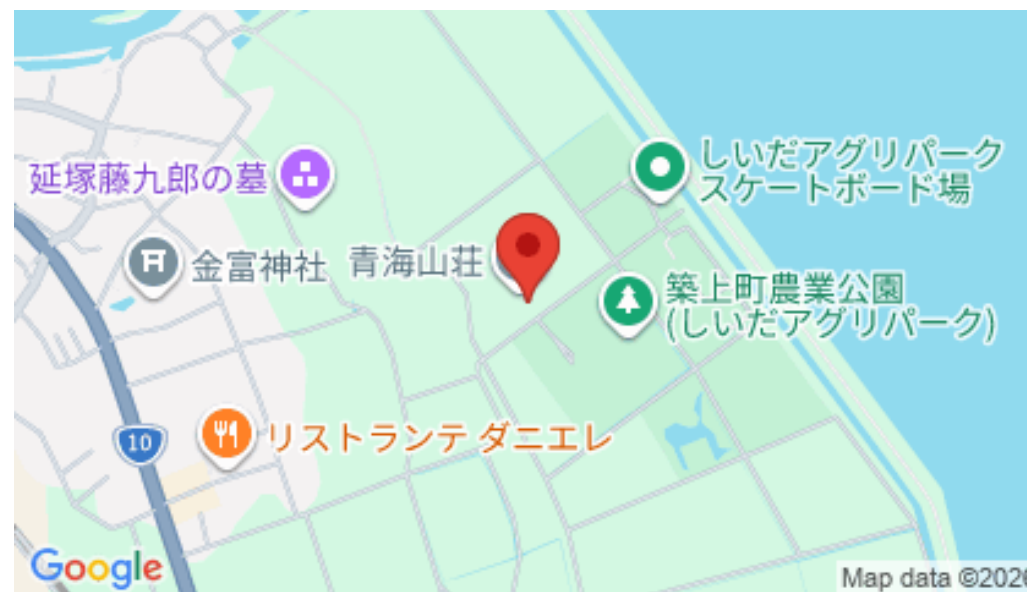 しいだアグリパーク
スケートボード場
延塚藤九郎の墓
金富神社
青海山荘
築上町農業公園
(しいだアグリパーク)
リストランテ ダニエレ
10
Google
Map data ©2026